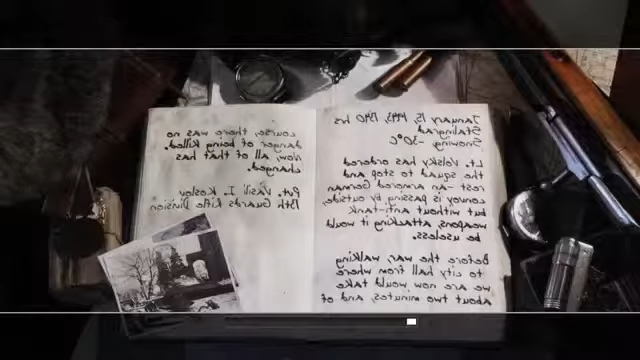 January 15, 1943, 1340 hrs
Stalingrad
Snowing, -30°C
Lt. Volsky has ordered
the squad to stop and
rest -an armored German
convoy is passing by outside,
but without anti-tank
weapons, attacking it would
be useless.
Before the war, walking
to city hall from where
we are now would take
about two minutes, and of
course, there was no
danger of being killed.
Now, all of that has
changed.
Pvt. Vasili I. Koslov
13th Guards Rifle Division